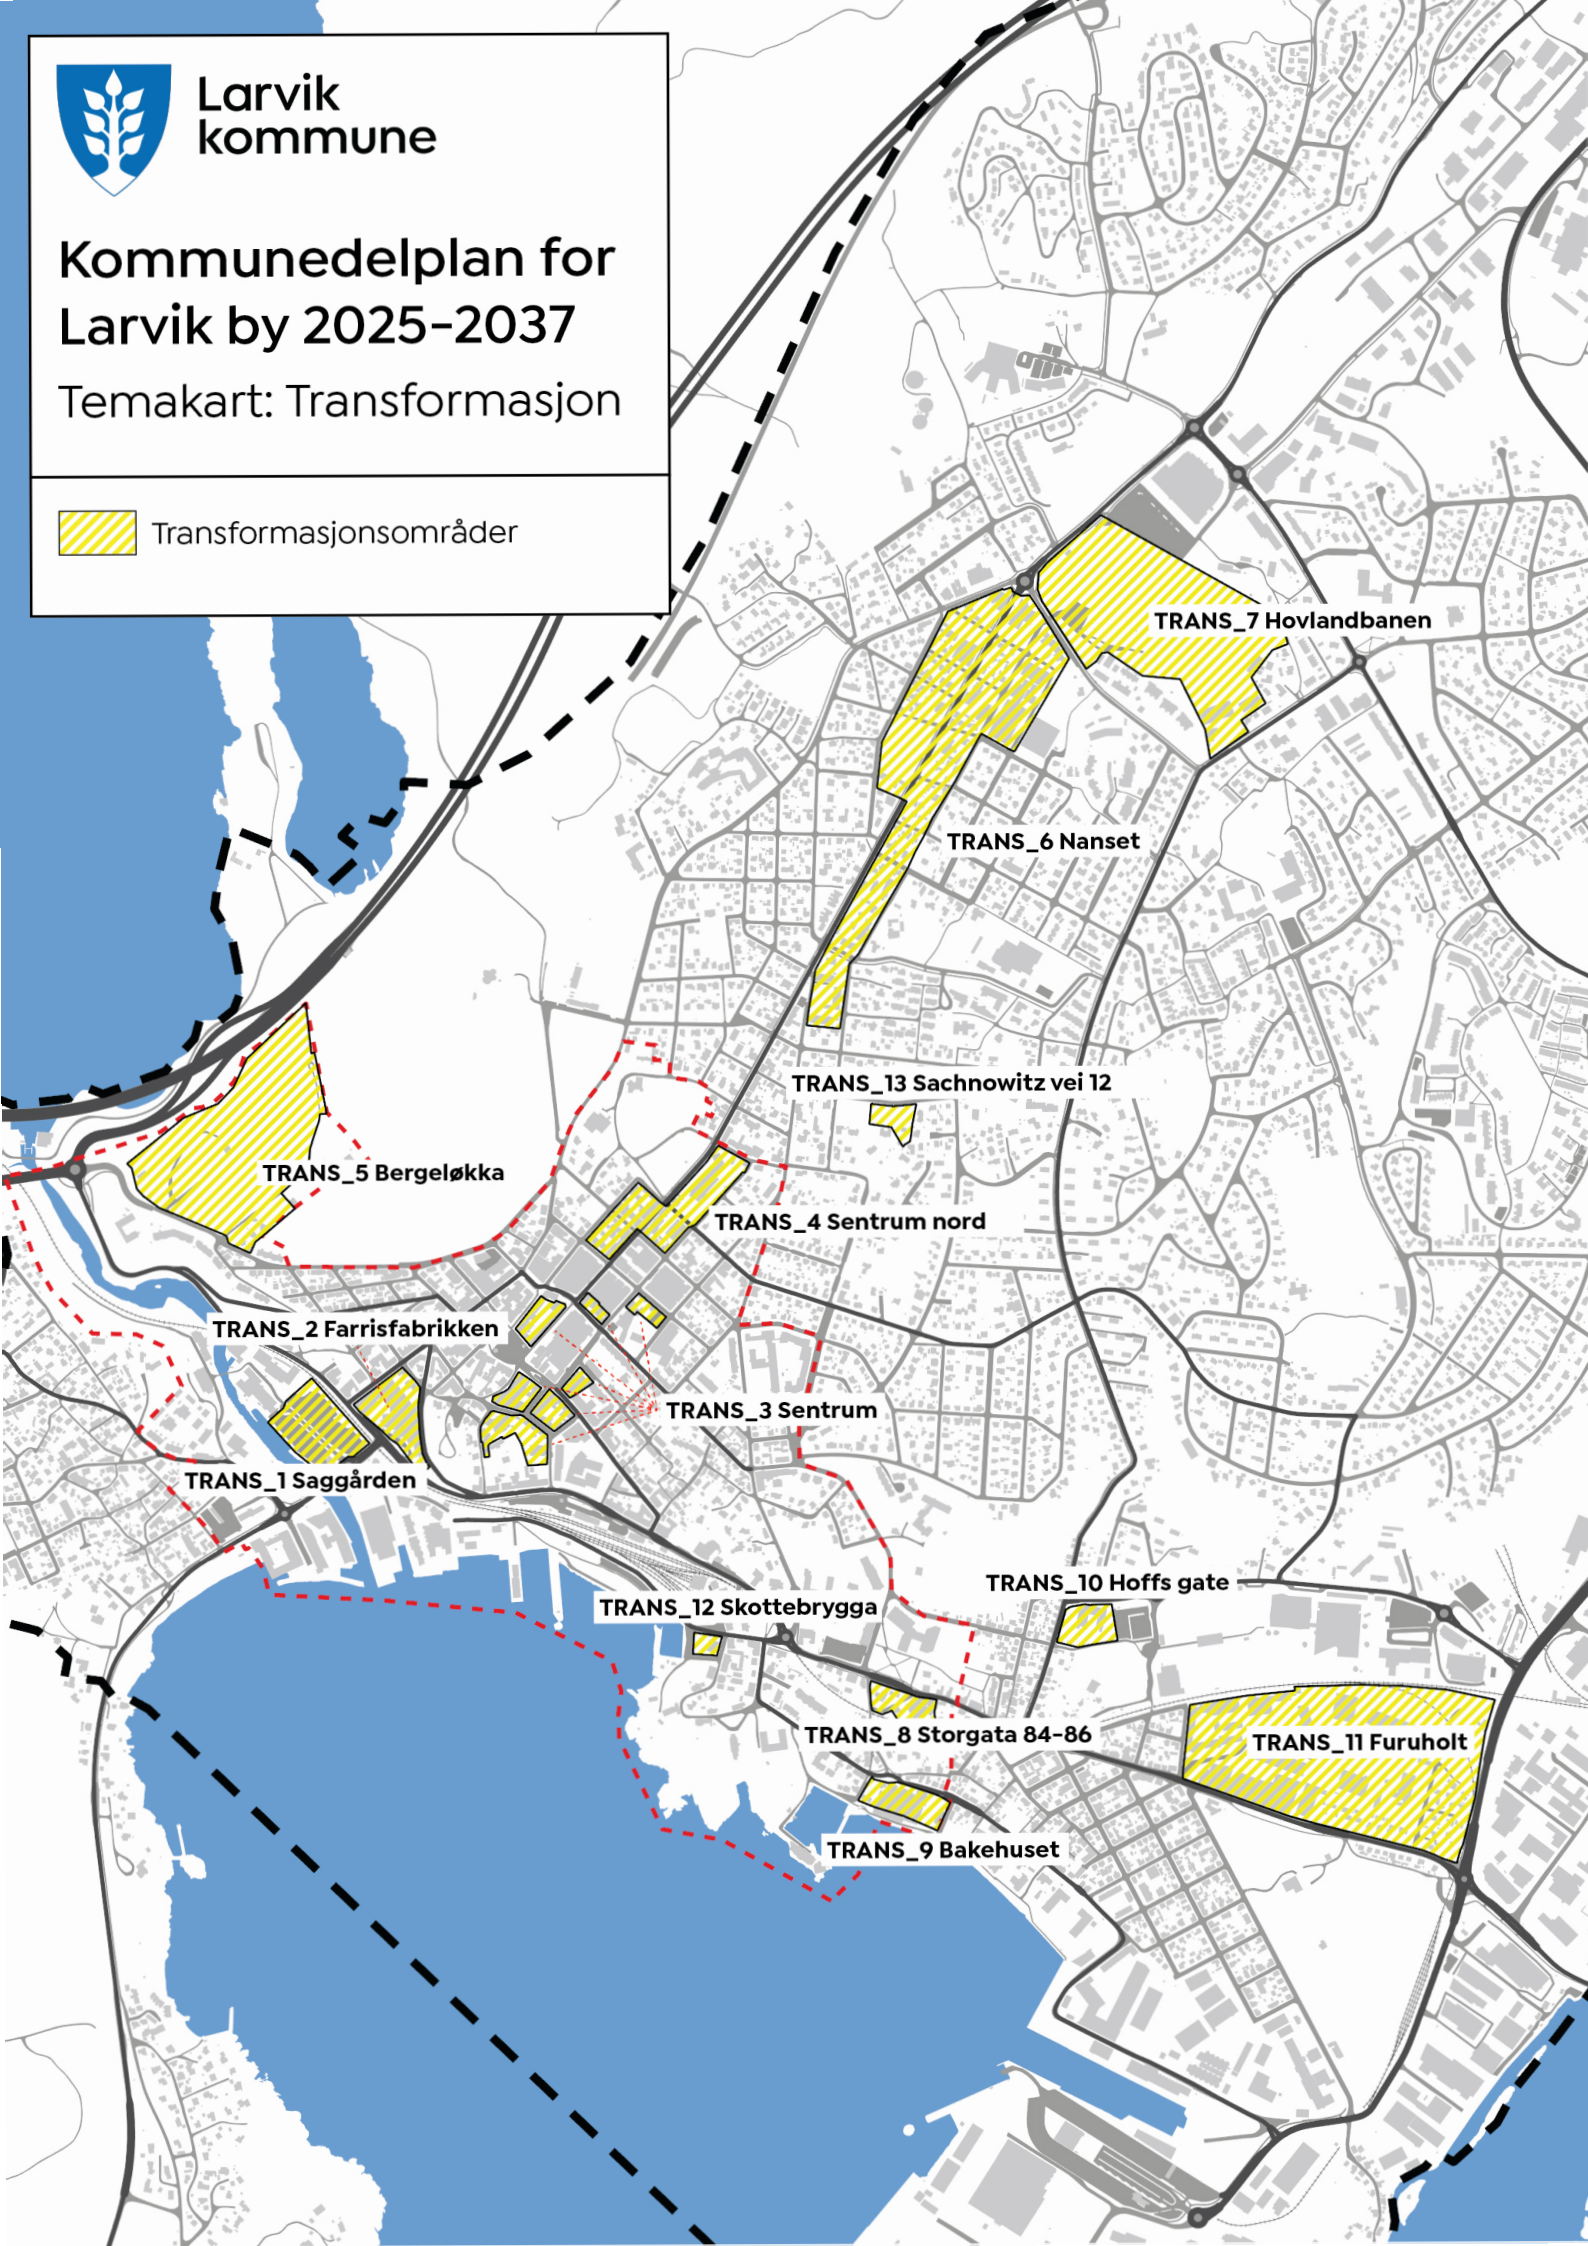 Larvik
kommune
Kommunedelplan for
Larvik by 2025-2037
Temakart: Transformasjon
Transformasjonsområder
TRANS_7 Hovlandbanen
TRANS_6 Nanset
TRANS_13 Sachnowitz vei 12
TRANS_5 Bergeløkka
TRANS_4 Sentrum nord
TRANS_2 Farrisfabrikken
TRANS_3 Sentrum
TRANS_1 Saggården
TRANS_10 Hoffs gate
TRANS_12 Skottebrygga
TRANS_8 Storgata 84-86
TRANS_11 Furuholt
TRANS_9 Bakehuset